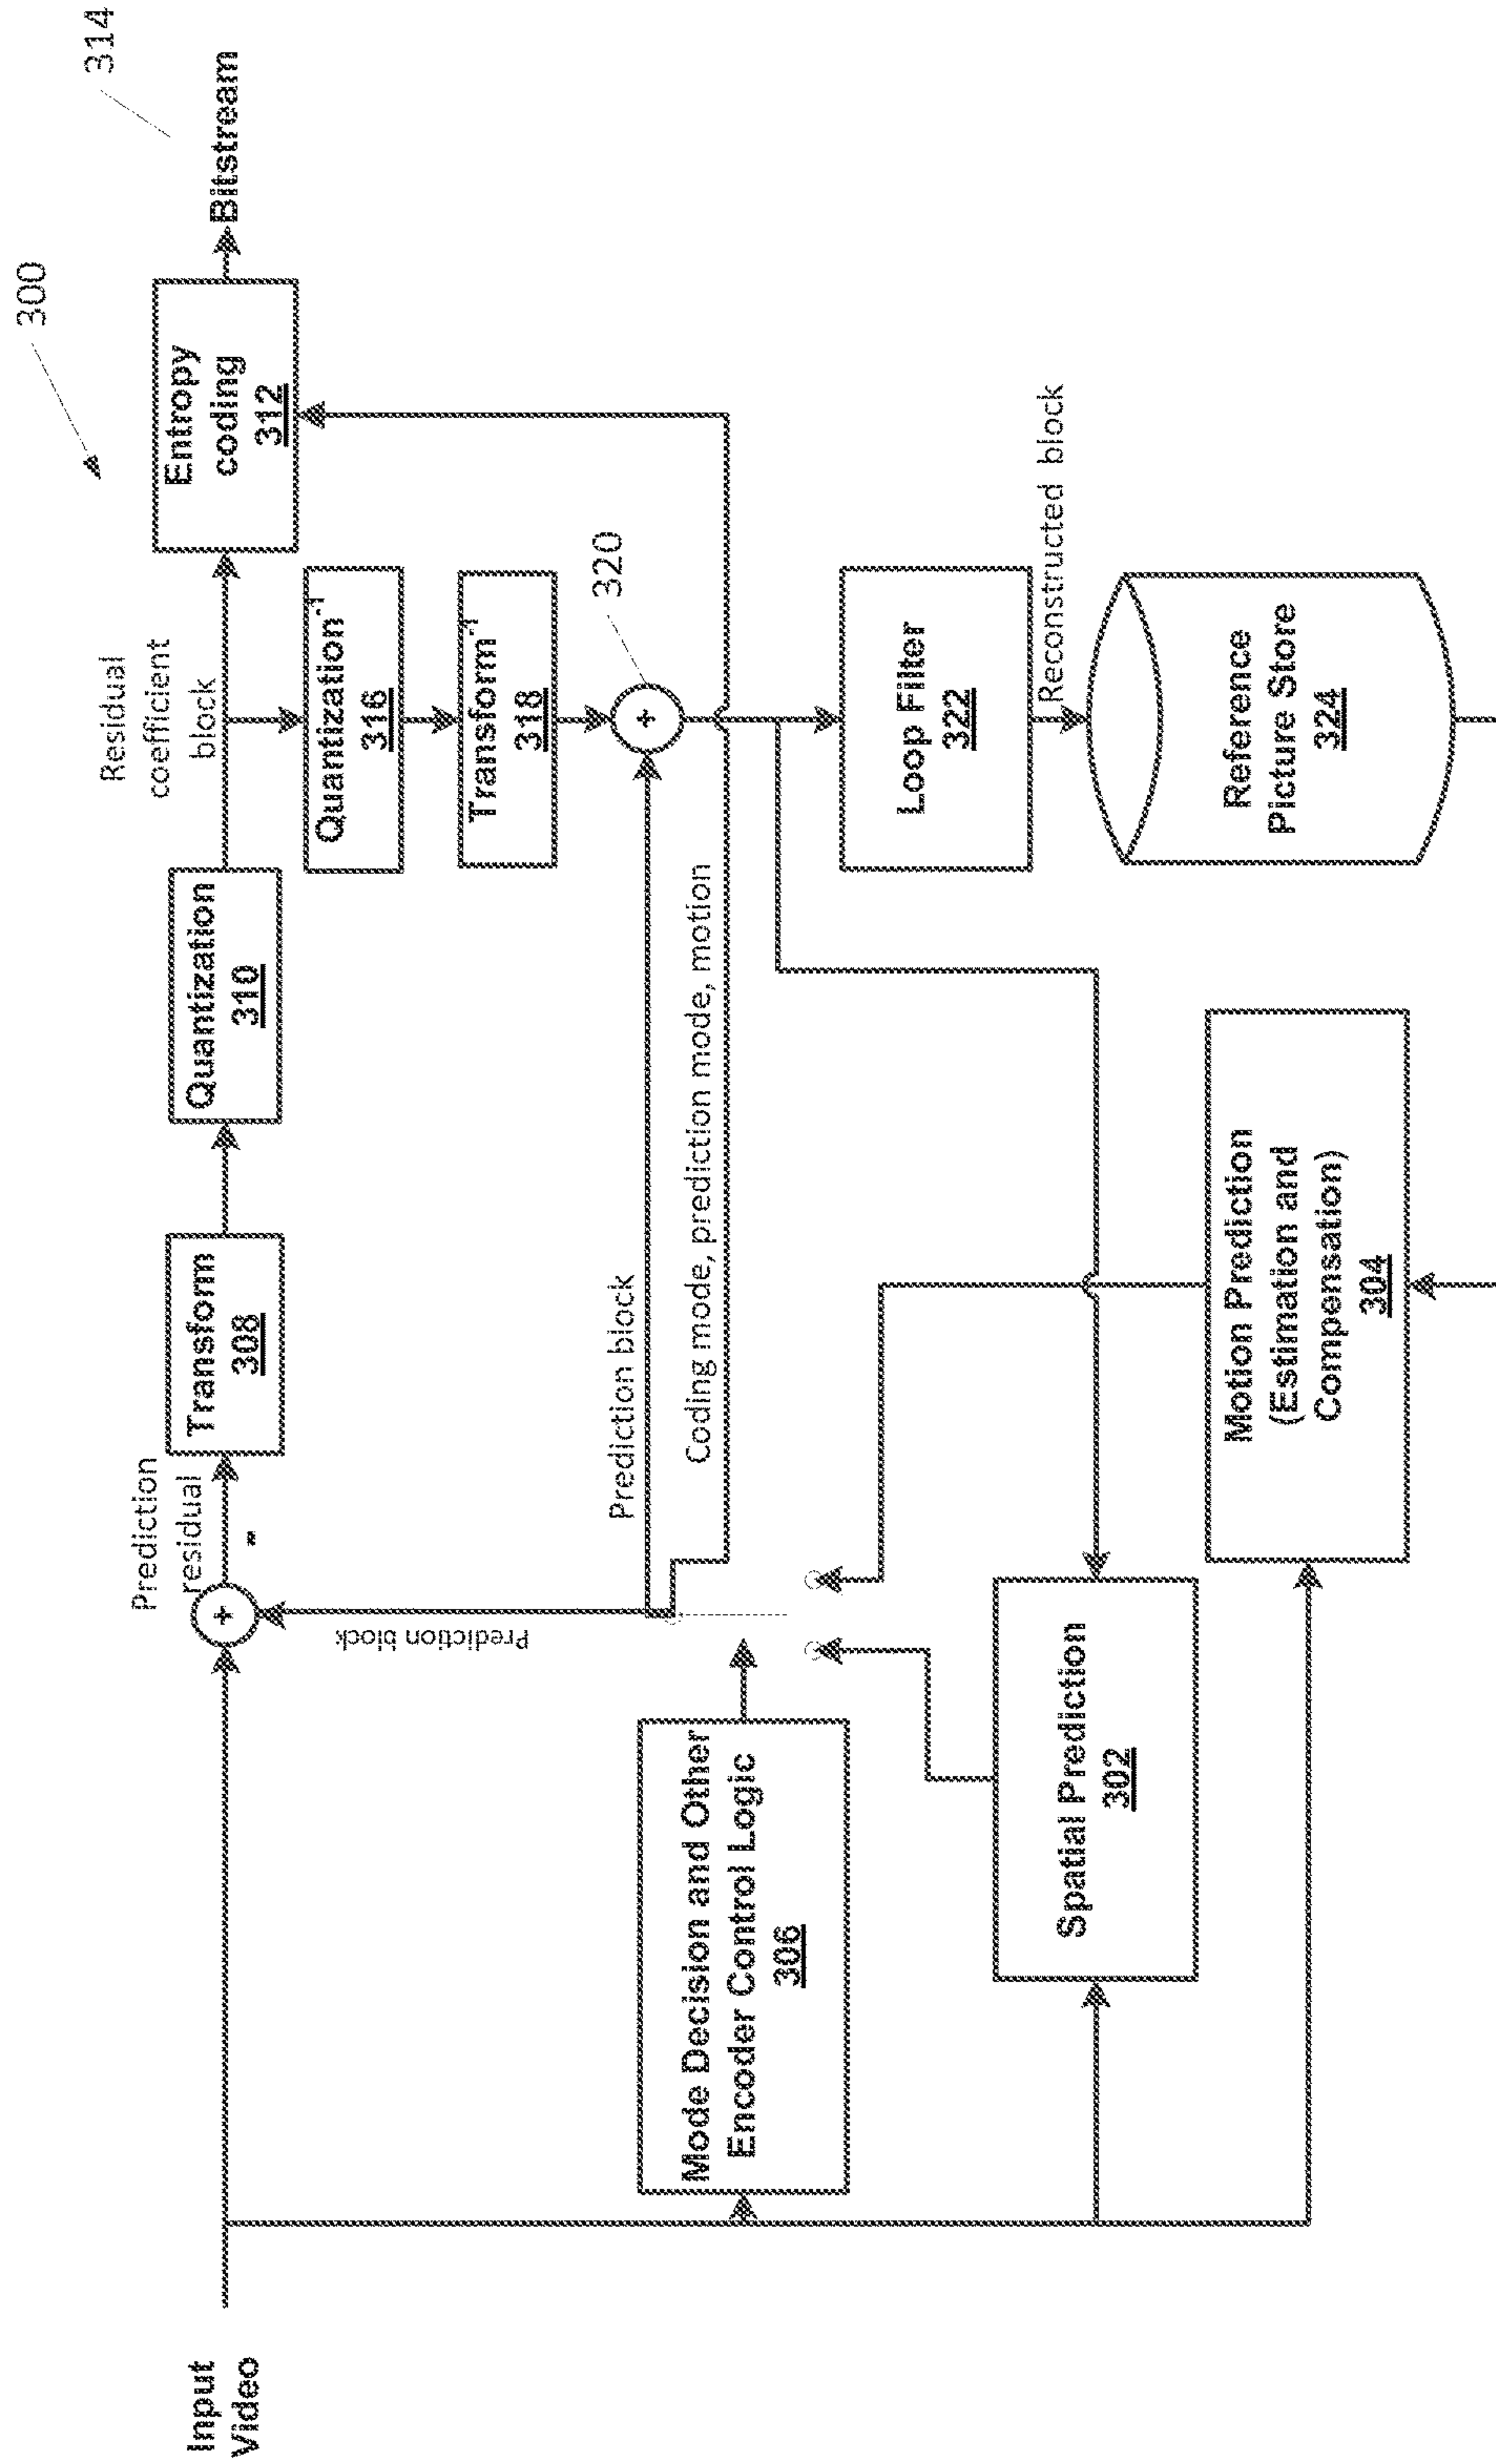 300
314
Input
Video
Prediction
residual
+
-
Transform
308
Quantization
310
Residual
coefficient
block
Entropy
coding
312
Bitstream
Prediction block
Quantization-1
316
Transform-1
318
Prediction block
+
320
Coding mode, prediction mode, motion
Mode Decision and Other
Encoder Control Logic
306
Loop Filter
322
Reconstructed block
Spatial Prediction
302
Motion Prediction
(Estimation and
Compensation)
304
Reference
Picture Store
324